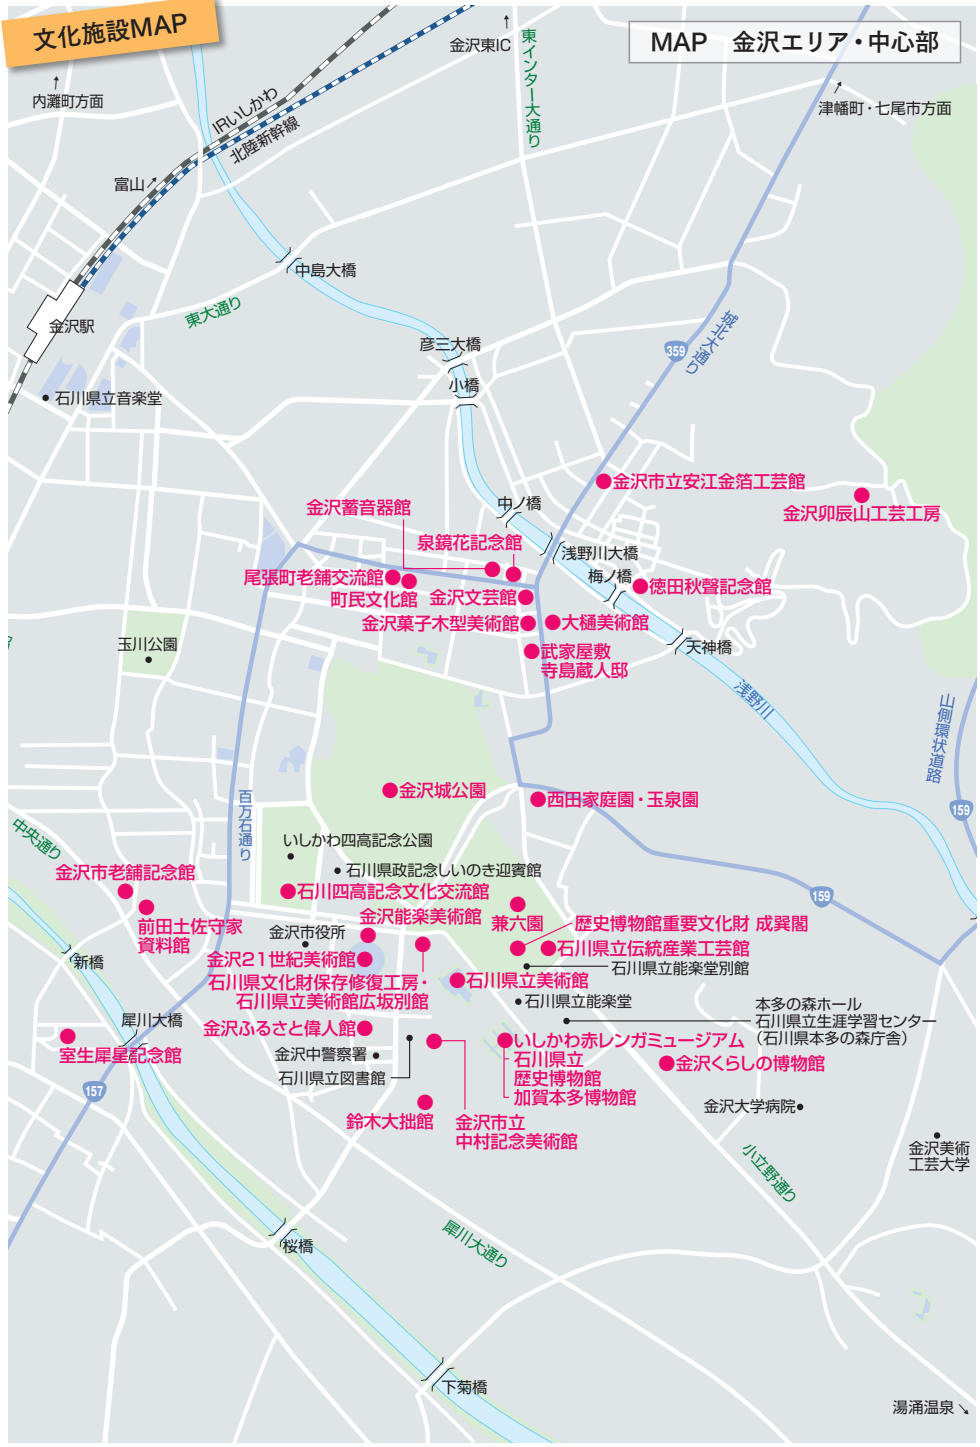 文化施設MAP
MAP 金沢エリア・中心部
↑
金沢東IC
東インター大通り
↑
内灘町方面
↑
津幡町・七尾市方面
IRいしかわ
北陸新幹線
富山↑
中島大橋
金沢駅
東大通り
彦三大橋
小橋
城北大通り
359
石川県立音楽堂
金沢市立安江金箔工芸館
金沢卯辰山工芸工房
金沢蓄音器館
中ノ橋
泉鏡花記念館
浅野川大橋
梅ノ橋
尾張町老舗交流館
町民文化館
金沢文芸館
徳田秋聲記念館
金沢菓子木型美術館
大樋美術館
玉川公園
武家屋敷
寺島蔵人邸
天神橋
浅野川
山側環状道路
159
金沢城公園
西田家庭園・玉泉園
百万石通り
中央通り
いしかわ四高記念公園
石川県政記念しいのき迎賓館
金沢市老舗記念館
石川四高記念文化交流館
159
前田土佐守家
資料館
金沢能楽美術館
兼六園
歴史博物館重要文化財 成巽閣
金沢市役所
金沢21世紀美術館
石川県立伝統産業工芸館
石川県立能楽堂別館
新橋
石川県文化財保存修復工房・
石川県立美術館広坂別館
石川県立美術館
石川県立能楽堂
本多の森ホール
石川県立生涯学習センター
(石川県本多の森庁舎)
犀川大橋
金沢ふるさと偉人館
室生犀星記念館
金沢中警察署
石川県立図書館
いしかわ赤レンガミュージアム
石川県立
歴史博物館
加賀本多博物館
金沢くらしの博物館
157
鈴木大拙館
金沢市立
中村記念美術館
金沢大学病院
金沢美術
工芸大学
小立野通り
犀川大通り
桜橋
下菊橋
湯涌温泉↓